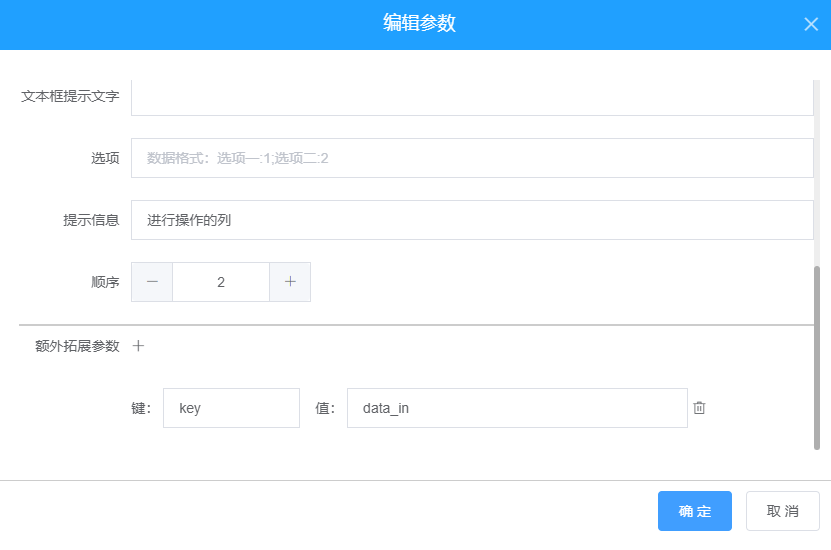 编辑参数
文本框提示文字
选项 数据格式：选项一:1;选项二:2
提示信息 进行操作的列
顺序 2
额外拓展参数
键： key 值： data_in
确 定 取 消